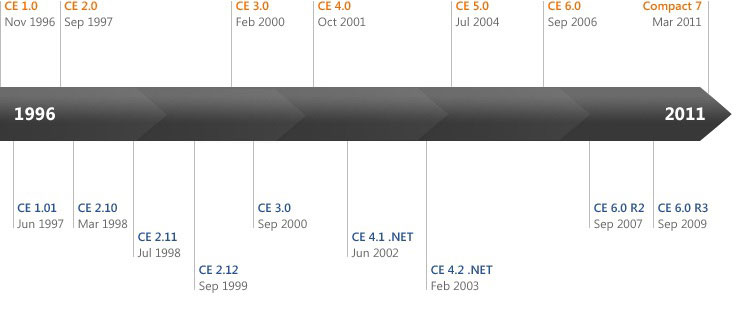 CE 1.0
Nov 1996
CE 2.0
Sep 1997
CE 3.0
Feb 2000
CE 4.0
Oct 2001
CE 5.0
Jul 2004
CE 6.0
Sep 2006
Compact 7
Mar 2011
1996
2011
CE 1.01
Jun 1997
CE 2.10
Mar 1998
CE 2.11
Jul 1998
CE 2.12
Sep 1999
CE 3.0
Sep 2000
CE 4.1 .NET
Jun 2002
CE 4.2 .NET
Feb 2003
CE 6.0 R2
Sep 2007
CE 6.0 R3
Sep 2009